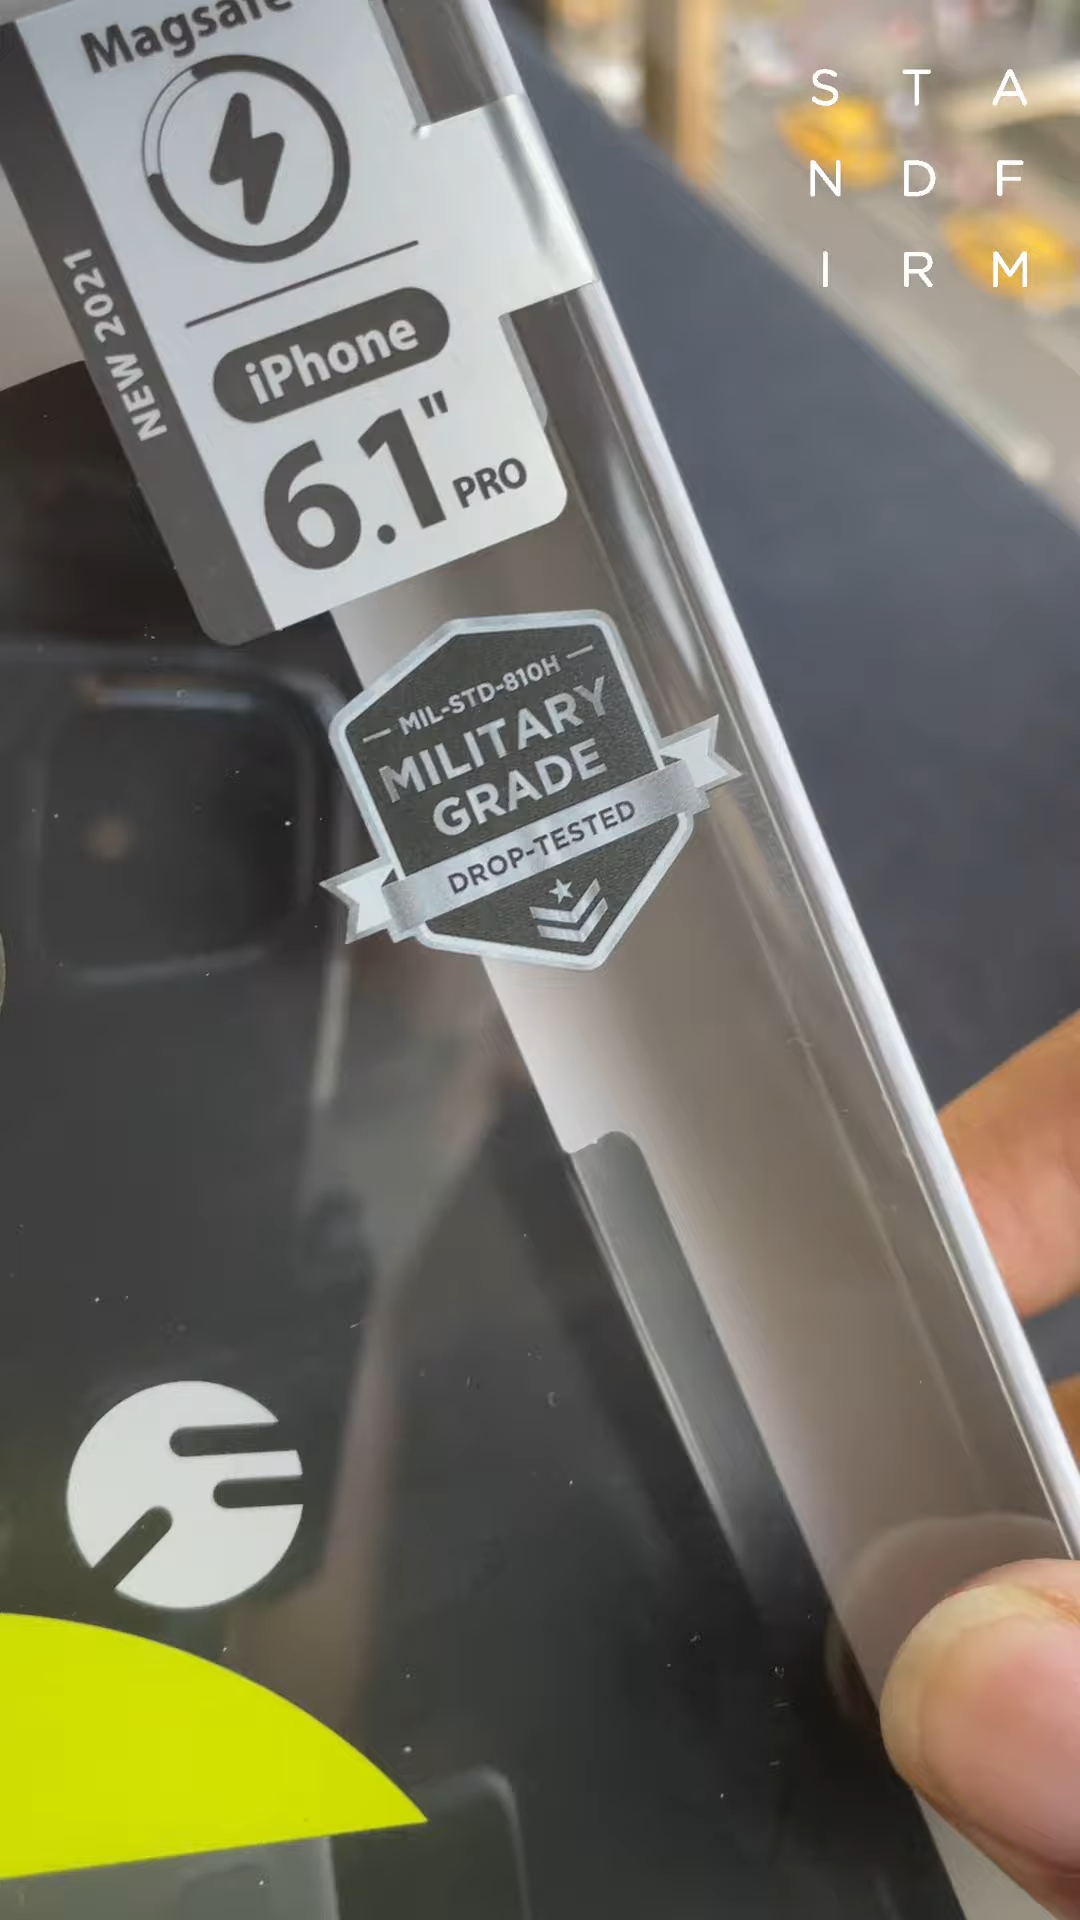 Magsafe
NEW 2021
iPhone
6.1" PRO
MIL-STD-810H
MILITARY
GRADE
DROP-TESTED
S T A
N D F
I R M